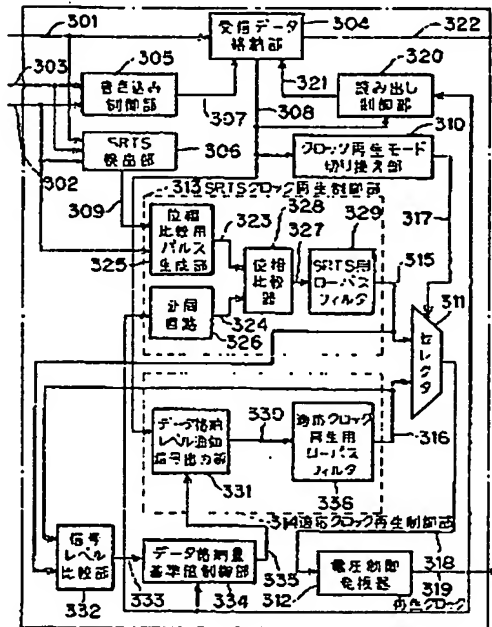 301
受信データ
格納部
304
322
303
305
書き込み
制御部
320
321
読み出し
制御部
307
308
302
SRTS
検出部
306
310
クロック再生モード
切り換え部
309
313 SRTSクロック再生制御部
317
位相
比較用
パルス
生成部
325
323
328
位相
比較
器
327
329
SRTS用
ローパス
フィルタ
315
311
セレクタ
分周
回路
326
324
データ格納
レベル通知
信号出力部
331
330
適応クロック
再生用
ローパス
フィルタ
336
316
314 適応クロック再生制御部
信号
レベル
比較部
332
333
データ格納量
基準値制御部
334
335
312
電圧制御
発振器
318
319
再生クロック